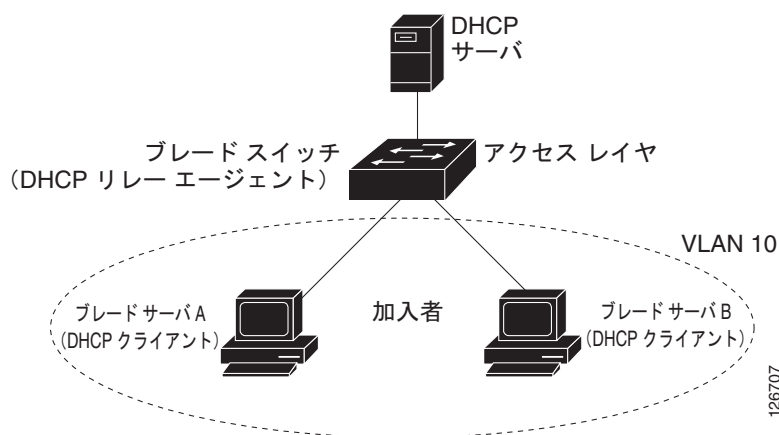 DHCP
サーバ
ブレード スイッチ
（DHCP リレー エージェント）
アクセス レイヤ
VLAN 10
ブレード サーバ A
（DHCP クライアント）
加入者
ブレード サーバ B
（DHCP クライアント）
126707